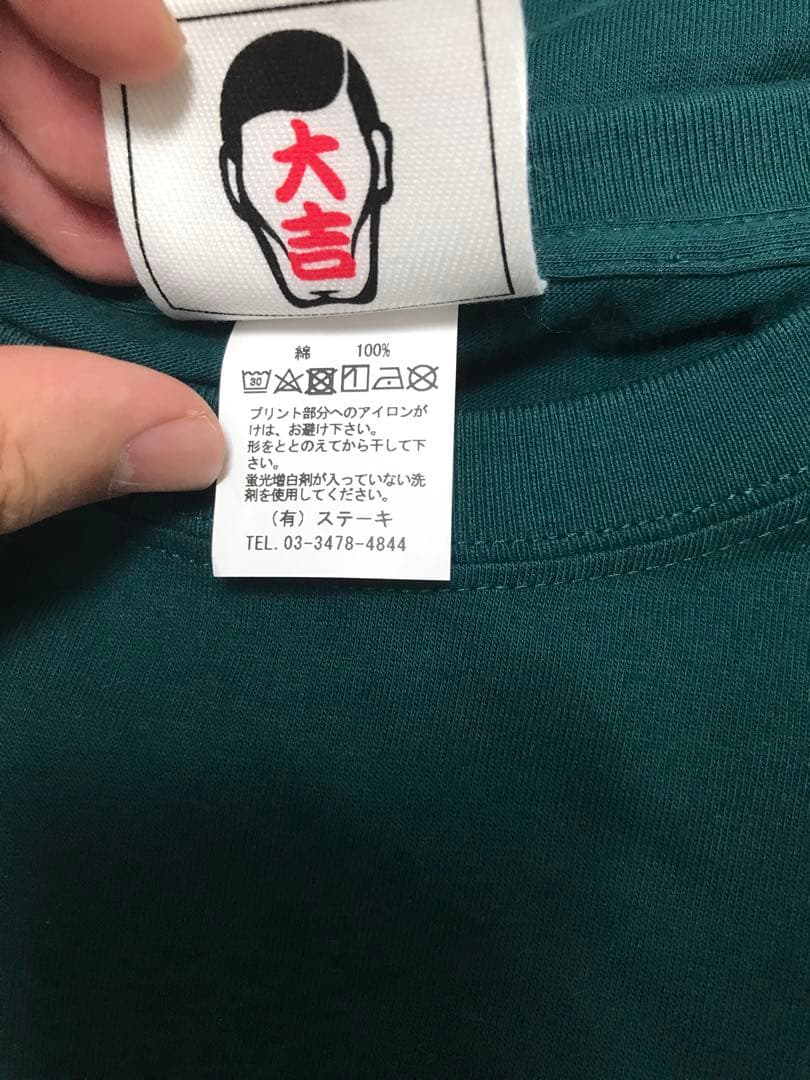 大吉
綿 100%
30
プリント部分へのアイロンが
けは、お避け下さい。
形をととのえてから干して下
さい。
蛍光増白剤が入っていない洗
剤を使用してください。
(有) ステーキ
TEL. 03-3478-4844